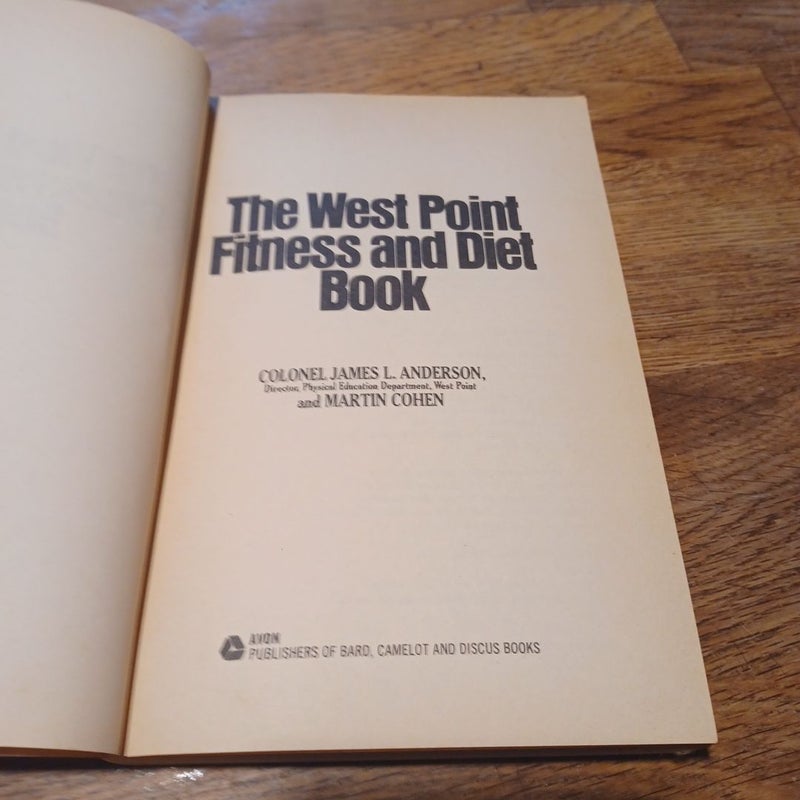 The West Point
Fitness and Diet
Book
COLONEL JAMES L. ANDERSON,
Director, Physical Education Department, West Point
and MARTIN COHEN
AVON
PUBLISHERS OF BARD, CAMELOT AND DISCUS BOOKS